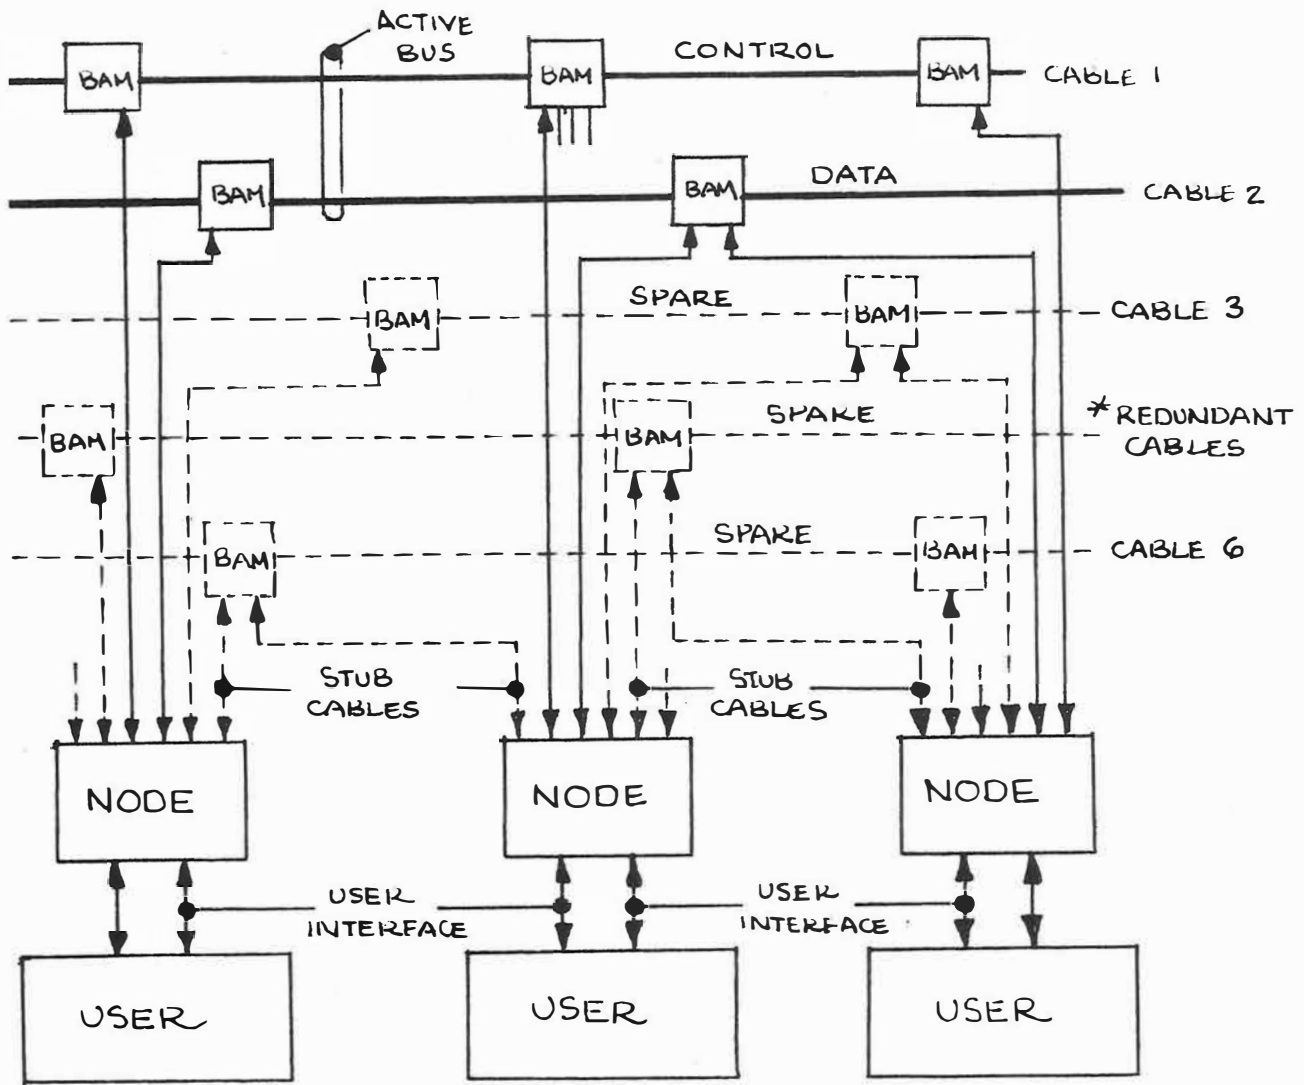 ACTIVE
BUS
BAM
BAM
CONTROL
BAM
CABLE 1
BAM
BAM
DATA
CABLE 2
BAM
SPARE
BAM
CABLE 3
BAM
BAM
SPARE
* REDUNDANT
CABLES
BAM
SPARE
BAM
CABLE 6
STUB
CABLES
STUB
CABLES
NODE
NODE
NODE
USER
INTERFACE
USER
INTERFACE
USER
USER
USER